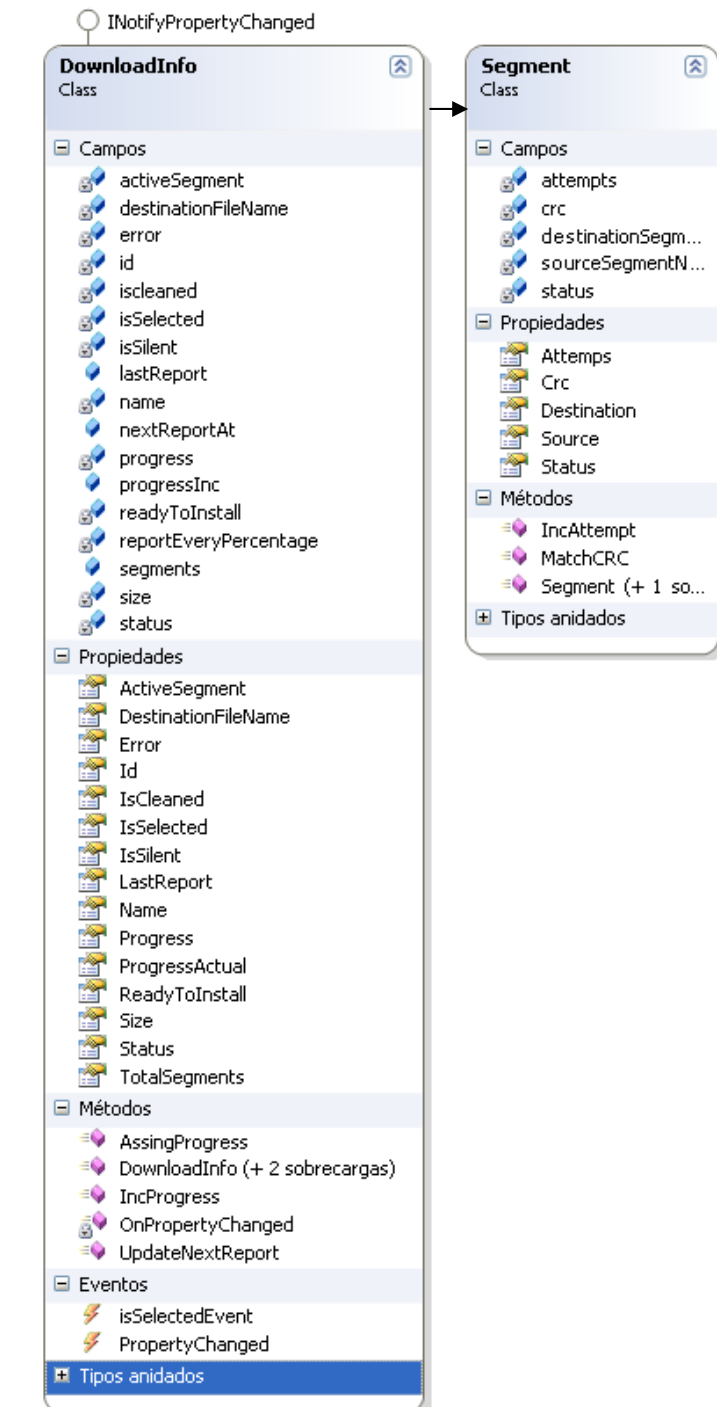 INotifyPropertyChanged
DownloadInfo
Class
Campos
activeSegment
destinationFileName
error
id
iscleaned
isSelected
isSilent
lastReport
name
nextReportAt
progress
progressInc
readyToInstall
reportEveryPercentage
segments
size
status
Propiedades
ActiveSegment
DestinationFileName
Error
Id
IsCleaned
IsSelected
IsSilent
LastReport
Name
Progress
ProgressActual
ReadyToInstall
Size
Status
TotalSegments
Métodos
AssingProgress
DownloadInfo (+ 2 sobrecargas)
IncProgress
OnPropertyChanged
UpdateNextReport
Eventos
isSelectedEvent
PropertyChanged
Tipos anidados
Segment
Class
Campos
attempts
crc
destinationSegm...
sourceSegmentN...
status
Propiedades
Attemps
Crc
Destination
Source
Status
Métodos
IncAttempt
MatchCRC
Segment (+ 1 so...
Tipos anidados